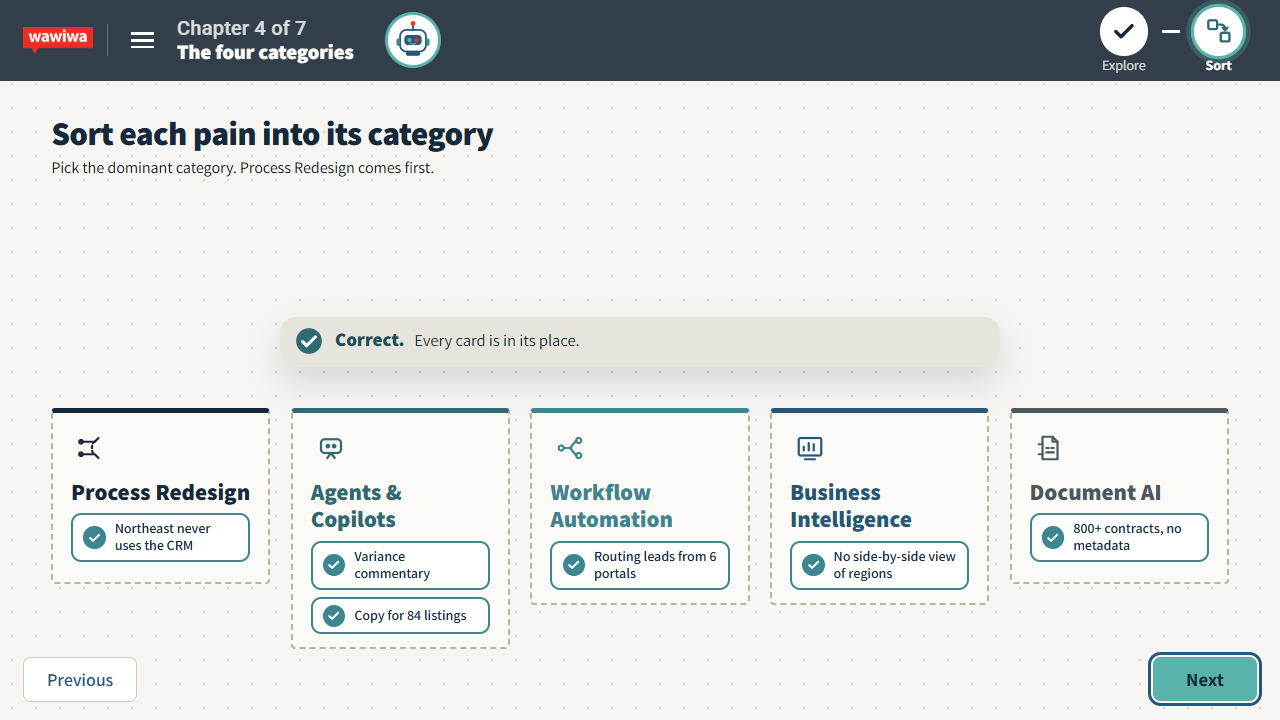 wawiwa
Chapter 4 of 7
The four categories
Explore
Sort
Sort each pain into its category
Pick the dominant category. Process Redesign comes first.
Correct. Every card is in its place.
Process Redesign
Northeast never
uses the CRM
Agents &
Copilots
Variance
commentary
Copy for 84 listings
Workflow
Automation
Routing leads from 6
portals
Business
Intelligence
No side-by-side view
of regions
Document AI
800+ contracts, no
metadata
Previous
Next